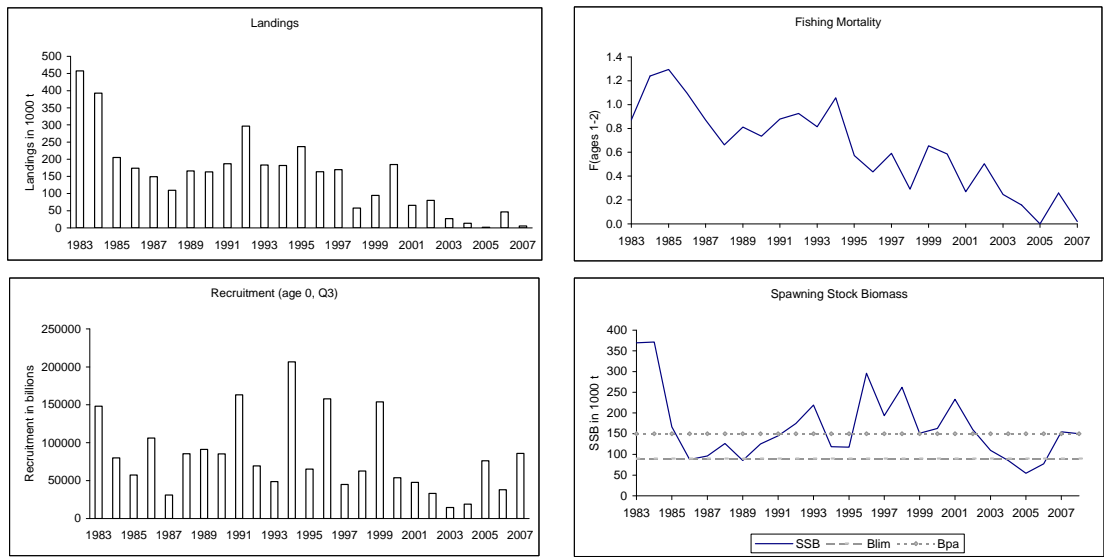 Landings
Landings in 1000 t
500
450
400
350
300
250
200
150
100
50
0
1983 1985 1987 1989 1991 1993 1995 1997 1999 2001 2003 2005 2007
Fishing Mortality
F(ages 1-2)
1.4
1.2
1.0
0.8
0.6
0.4
0.2
0.0
1983 1985 1987 1989 1991 1993 1995 1997 1999 2001 2003 2005 2007
Recruitment (age 0, Q3)
Recruitment in billions
250000
200000
150000
100000
50000
0
1983 1985 1987 1989 1991 1993 1995 1997 1999 2001 2003 2005 2007
Spawning Stock Biomass
SSB in 1000 t
400
350
300
250
200
150
100
50
0
1983 1985 1987 1989 1991 1993 1995 1997 1999 2001 2003 2005 2007
SSB Blim Bpa